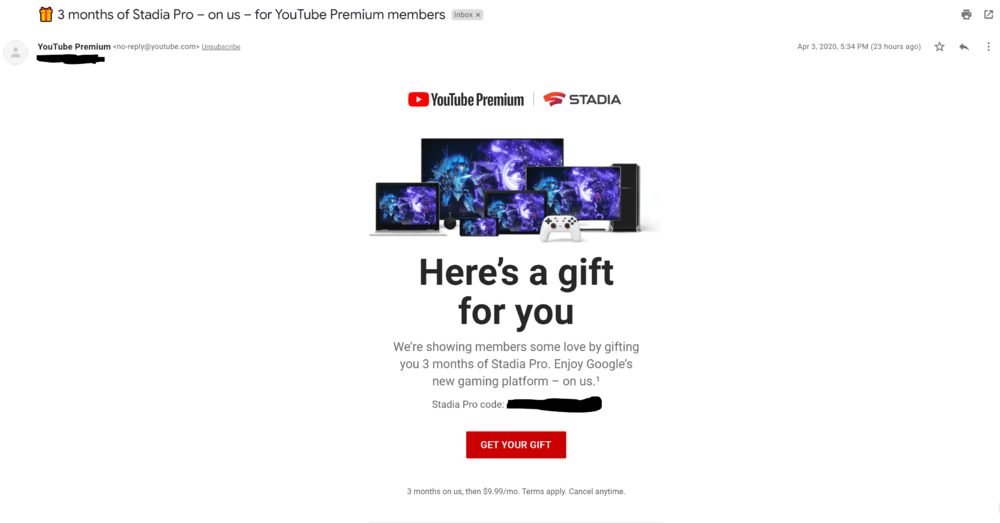 🎁 3 months of Stadia Pro – on us – for YouTube Premium members Inbox x
YouTube Premium <no-reply@youtube.com> Unsubscribe
Apr 3, 2020, 5:34 PM (23 hours ago)
YouTube Premium | STADIA
Here's a gift
for you
We're showing members some love by gifting
you 3 months of Stadia Pro. Enjoy Google's
new gaming platform – on us.¹
Stadia Pro code:
GET YOUR GIFT
3 months on us, then $9.99/mo. Terms apply. Cancel anytime.